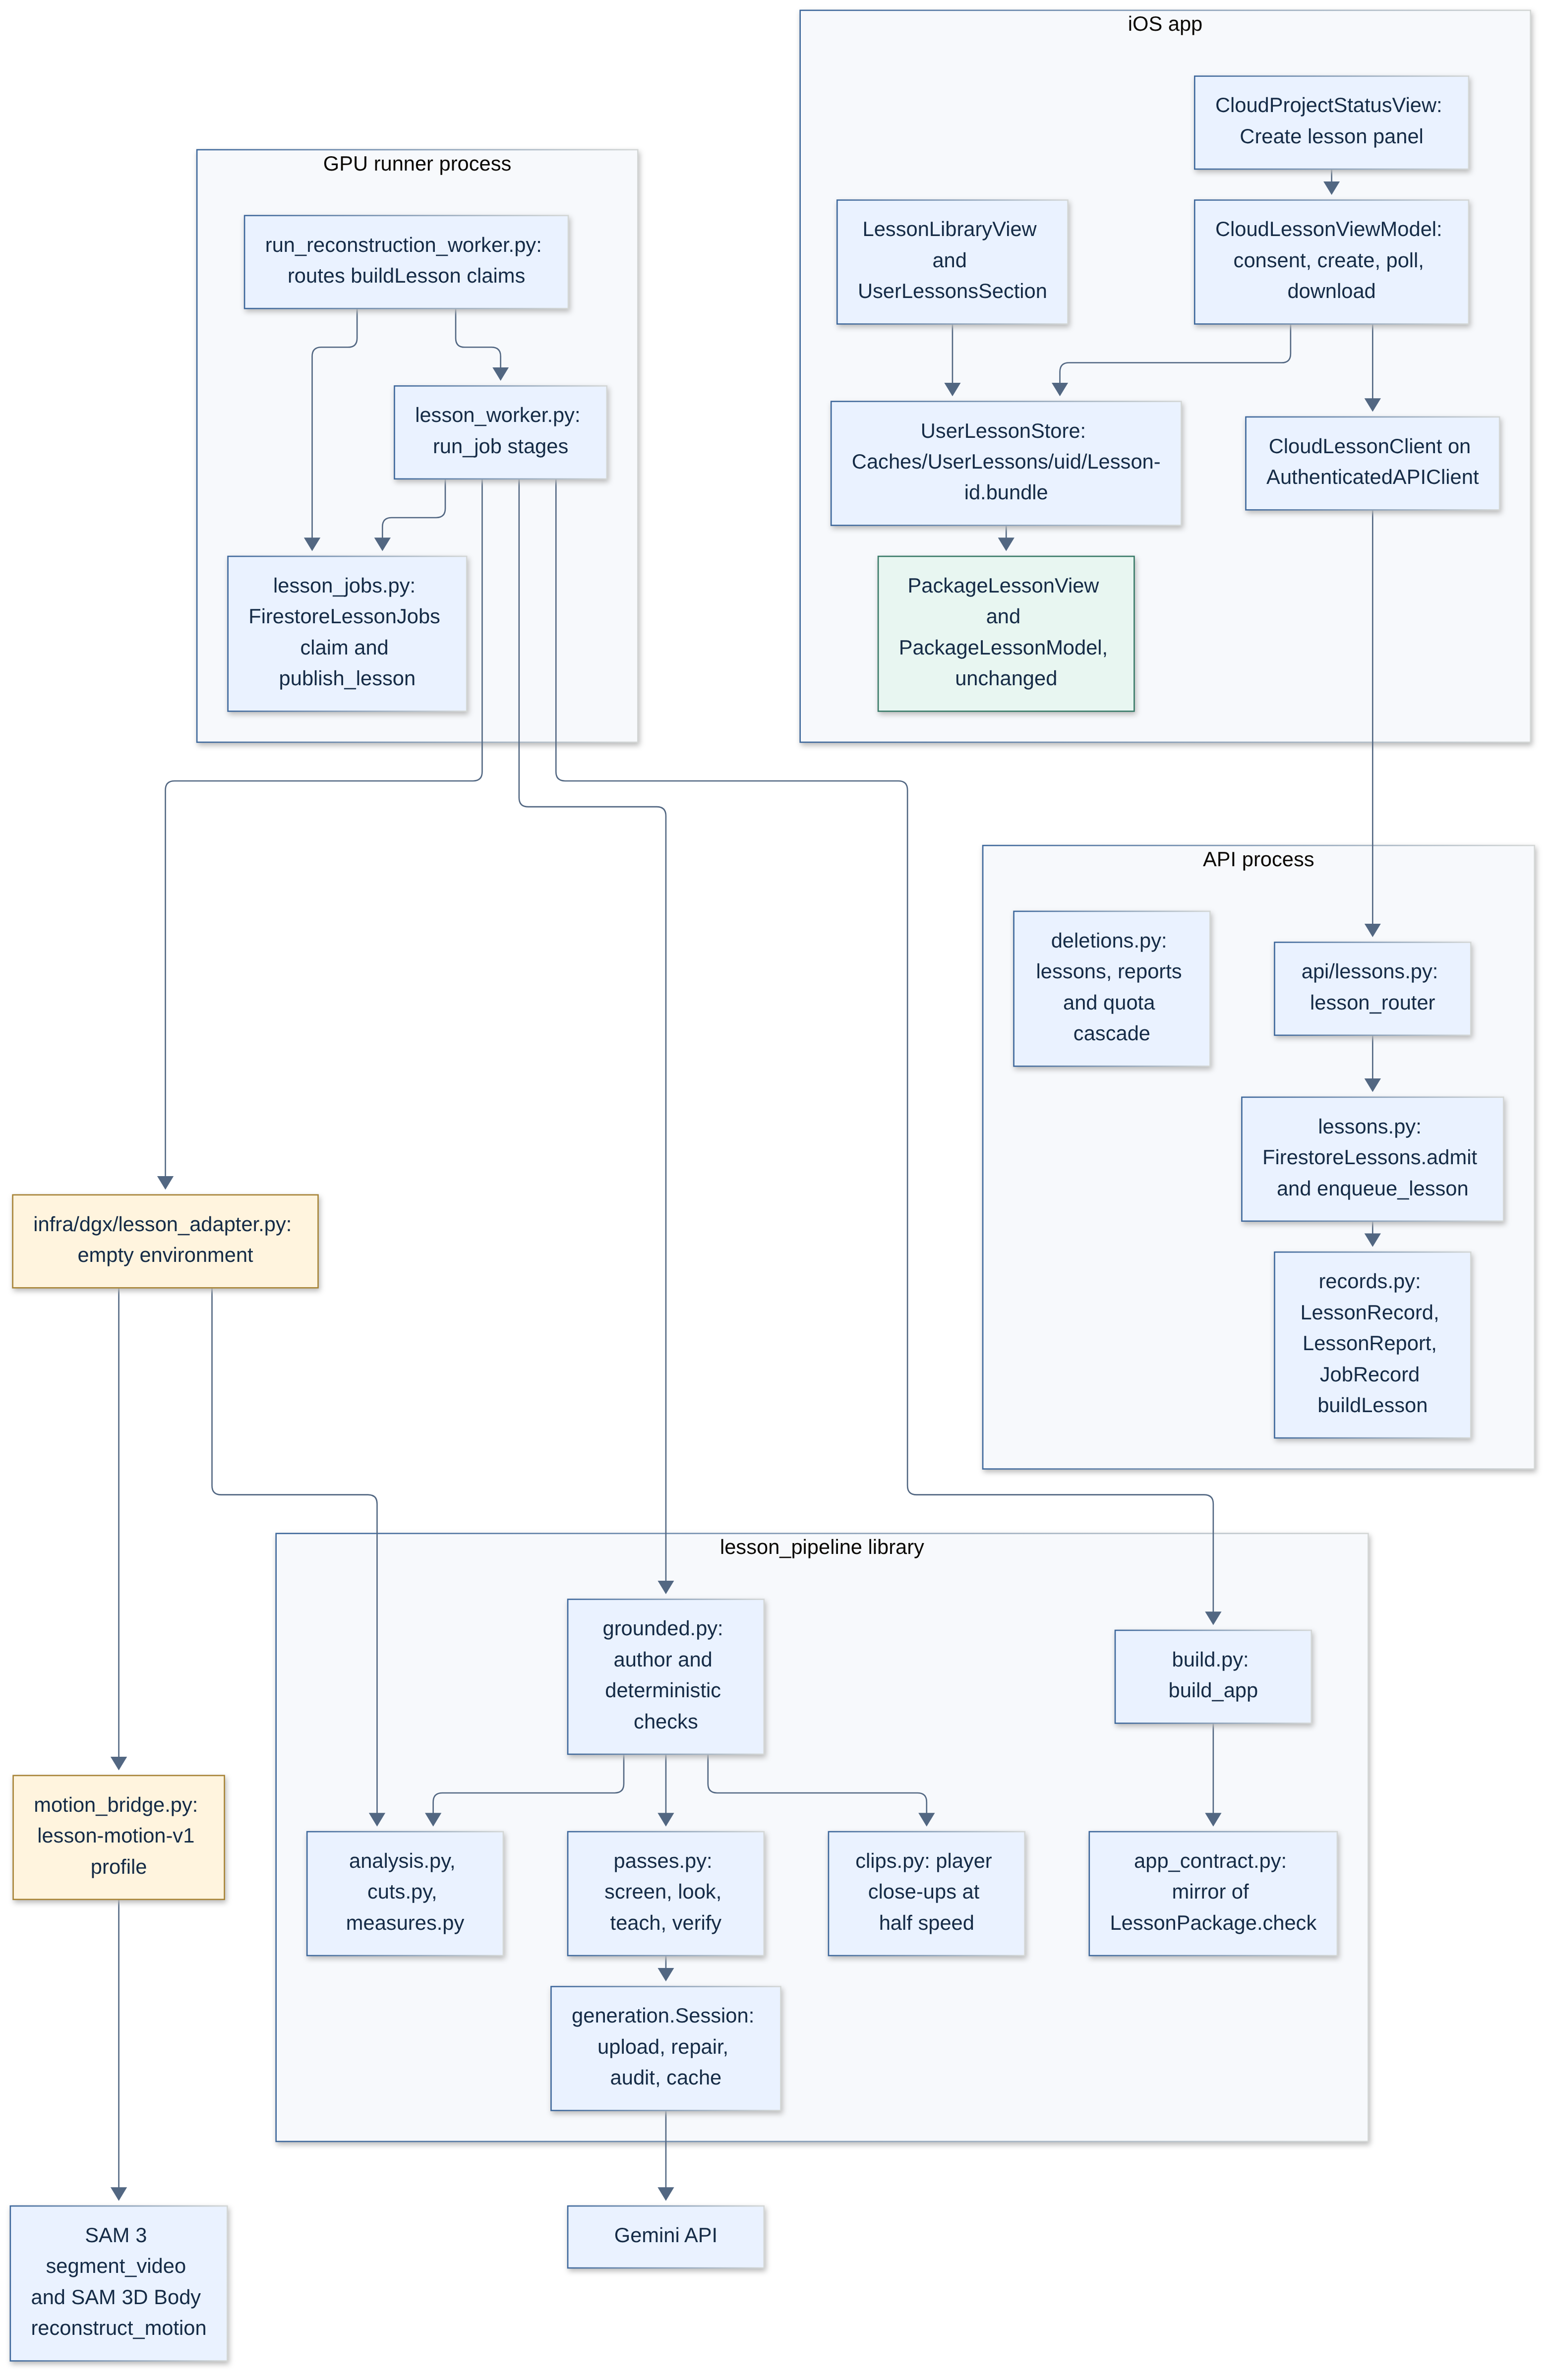 iOS app
CloudProjectStatusView:
Create lesson panel
GPU runner process
run_reconstruction_worker.py:
routes buildLesson claims
LessonLibraryView
and
UserLessonsSection
CloudLessonViewModel:
consent, create, poll,
download
lesson_worker.py:
run_job stages
UserLessonStore:
Caches/UserLessons/uid/Lesson-
id.bundle
CloudLessonClient on
AuthenticatedAPIClient
lesson_jobs.py:
FirestoreLessonJobs
claim and
publish_lesson
PackageLessonView
and
PackageLessonModel,
unchanged
API process
deletions.py:
lessons, reports
and quota
cascade
api/lessons.py:
lesson_router
lessons.py:
FirestoreLessons.admit
and enqueue_lesson
infra/dgx/lesson_adapter.py:
empty environment
records.py:
LessonRecord,
LessonReport,
JobRecord
buildLesson
lesson_pipeline library
grounded.py:
author and
deterministic
checks
build.py:
build_app
motion_bridge.py:
lesson-motion-v1
profile
analysis.py,
cuts.py,
measures.py
passes.py:
screen, look,
teach, verify
clips.py: player
close-ups at
half speed
app_contract.py:
mirror of
LessonPackage.check
generation.Session:
upload, repair,
audit, cache
SAM 3
segment_video
and SAM 3D Body
reconstruct_motion
Gemini API